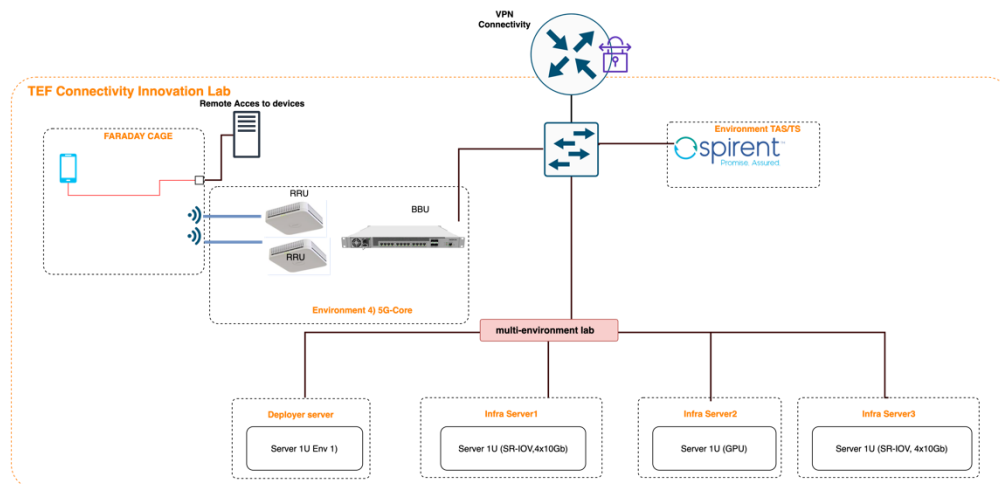 VPN
Connectivity
TEF Connectivity Innovation Lab
Remote Acces to devices
FARADAY CAGE
Environment TAS/TS
spirent™
Promise. Assured.
RRU
BBU
RRU
Environment 4) 5G-Core
multi-environment lab
Deployer server
Infra Server1
Infra Server2
Infra Server3
Server 1U Env 1)
Server 1U (SR-IOV,4x10Gb)
Server 1U (GPU)
Server 1U (SR-IOV, 4x10Gb)